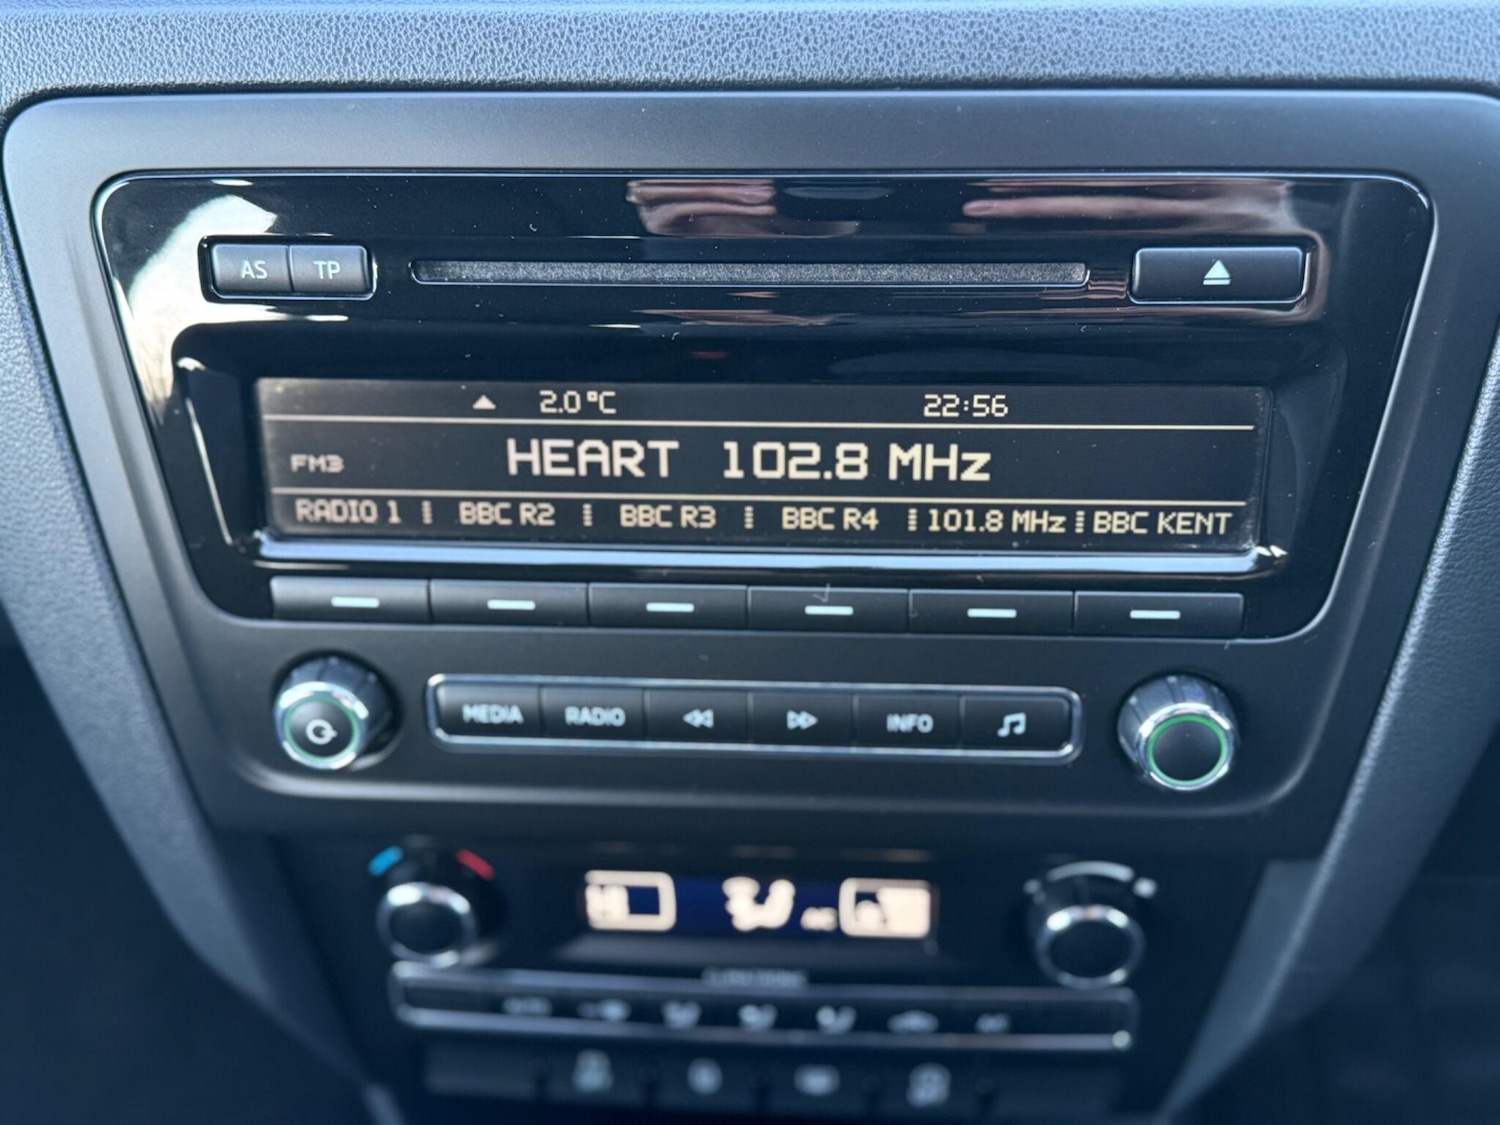 AS TP
2.0 °C 22:56
FM3 HEART 102.8 MHz
RADIO 1 BBC R2 BBC R3 BBC R4 101.8 MHz BBC KENT
MEDIA RADIO INFO